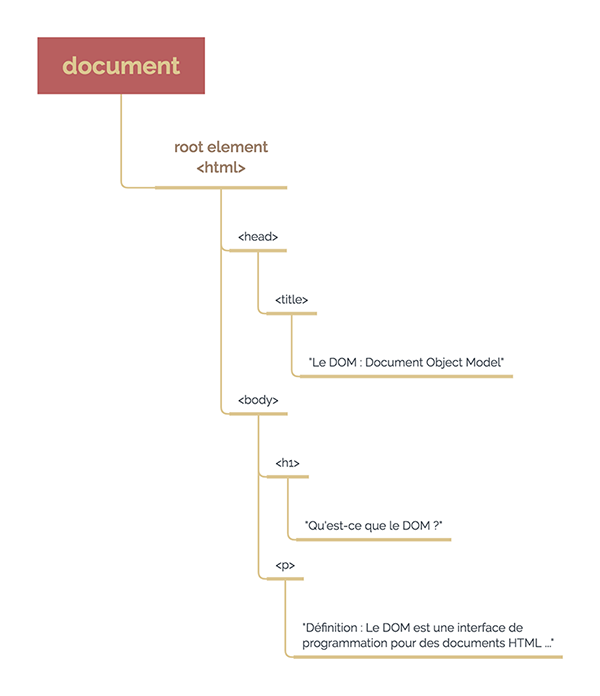 document
root element
<html>
<head>
<title>
"Le DOM : Document Object Model"
<body>
<h1>
"Qu'est-ce que le DOM ?"
<p>
"Définition : Le DOM est une interface de
programmation pour des documents HTML ..."